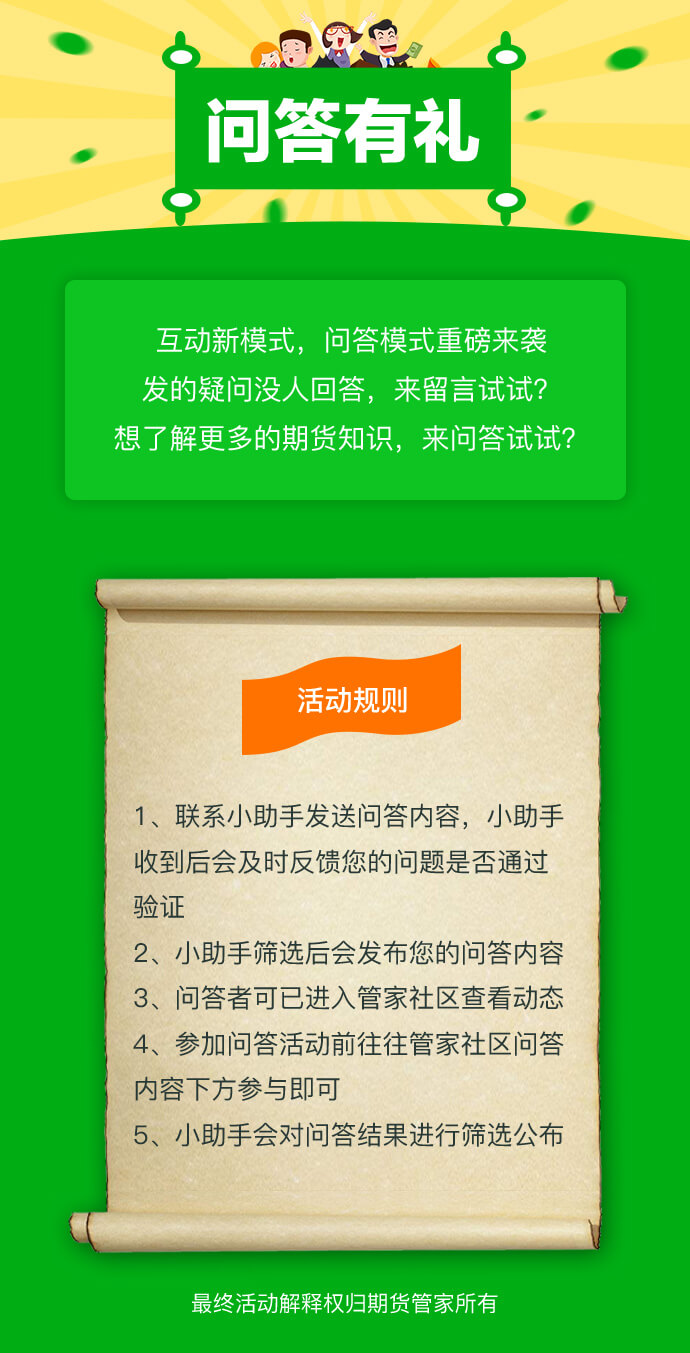 问答有礼
互动新模式，问答模式重磅来袭
发的疑问没人回答，来留言试试？
想了解更多的期货知识，来问答试试？
活动规则
1、联系小助手发送问答内容，小助手
收到后会及时反馈您的问题是否通过
验证
2、小助手筛选后会发布您的问答内容
3、问答者可已进入管家社区查看动态
4、参加问答活动前往往管家社区问答
内容下方参与即可
5、小助手会对问答结果进行筛选公布
最终活动解释权归期货管家所有